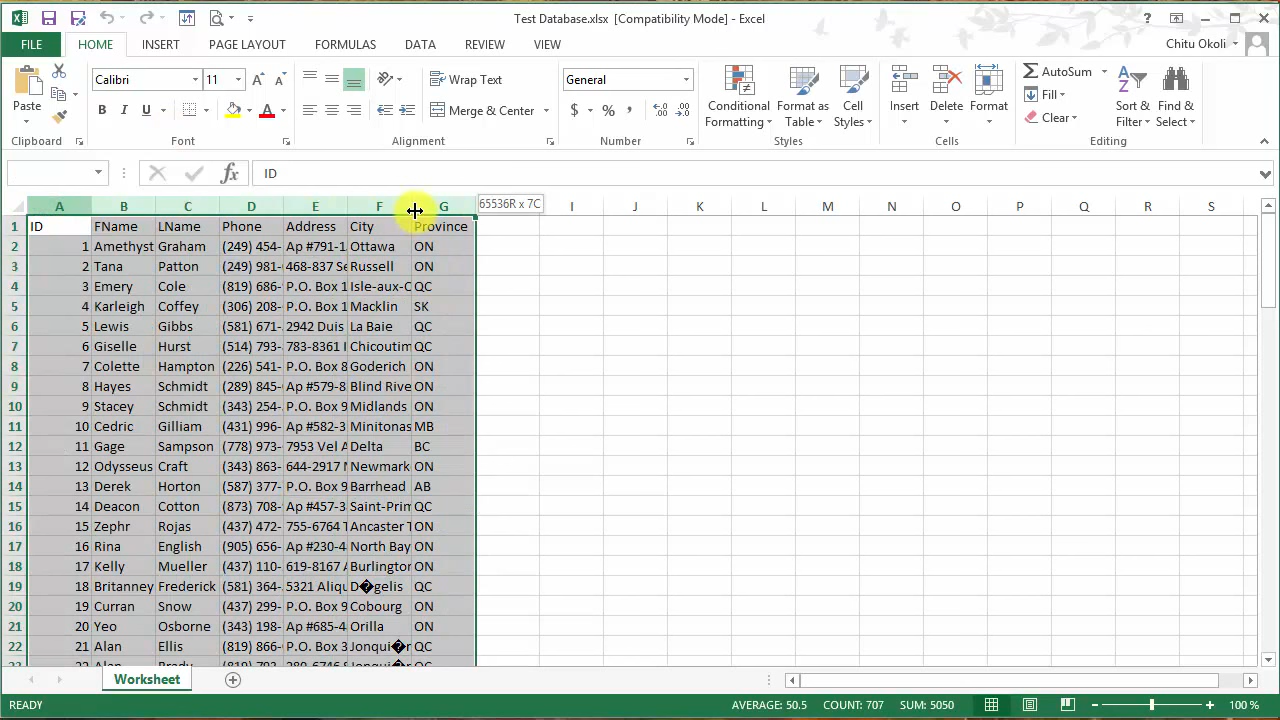 Test Database.xlsx [Compatibility Mode] - Excel
?
FILE HOME INSERT PAGE LAYOUT FORMULAS DATA REVIEW VIEW Chitu Okoli
Paste
Clipboard
Calibri 11
B I U A
Font
Wrap Text
Merge & Center
Alignment
General
$ % ,
Number
Conditional Formatting
Format as Table
Cell Styles
Styles
Insert Delete Format
Cells
AutoSum
Fill
Clear
Sort & Filter
Find & Select
Editing
fx ID
65536R x 7C
A B C D E F G I J K L M N O P Q R S
1 ID FName LName Phone Address City Province
2 1 Amethyst Graham (249) 454- Ap #791-1 Ottawa ON
3 2 Tana Patton (249) 981- 468-837 Se Russell ON
4 3 Emery Cole (819) 686- P.O. Box 1 Isle-aux-C QC
5 4 Karleigh Coffey (306) 208- P.O. Box 1 Macklin SK
6 5 Lewis Gibbs (581) 671- 2942 Duis La Baie QC
7 6 Giselle Hurst (514) 793- 783-8361 Chicoutim QC
8 7 Colette Hampton (226) 541- P.O. Box 8 Goderich ON
9 8 Hayes Schmidt (289) 845- Ap #579-8 Blind Rive ON
10 9 Stacey Schmidt (343) 254- P.O. Box 9 Midlands ON
11 10 Cedric Gilliam (431) 996- Ap #582-3 Minitonas MB
12 11 Gage Sampson (778) 973- 7953 Vel A Delta BC
13 12 Odysseus Craft (343) 863- 644-2917 Newmark ON
14 13 Derek Horton (587) 377- P.O. Box 9 Barrhead AB
15 14 Deacon Cotton (873) 708- Ap #457-3 Saint-Prim QC
16 15 Zephr Rojas (437) 472- 755-6764 Ancaster T ON
17 16 Rina English (905) 656- Ap #230-4 North Bay ON
18 17 Kelly Mueller (437) 110- 619-8167 A Burlington ON
19 18 Britanney Frederick (581) 364- 5321 Aliqu D�gelis QC
20 19 Curran Snow (437) 299- P.O. Box 9 Cobourg ON
21 20 Yeo Osborne (343) 198- Ap #685-4 Orilla ON
22 21 Alan Ellis (819) 866- P.O. Box 3 Jonqui�r QC
Worksheet
READY AVERAGE: 50.5 COUNT: 707 SUM: 5050 100 %